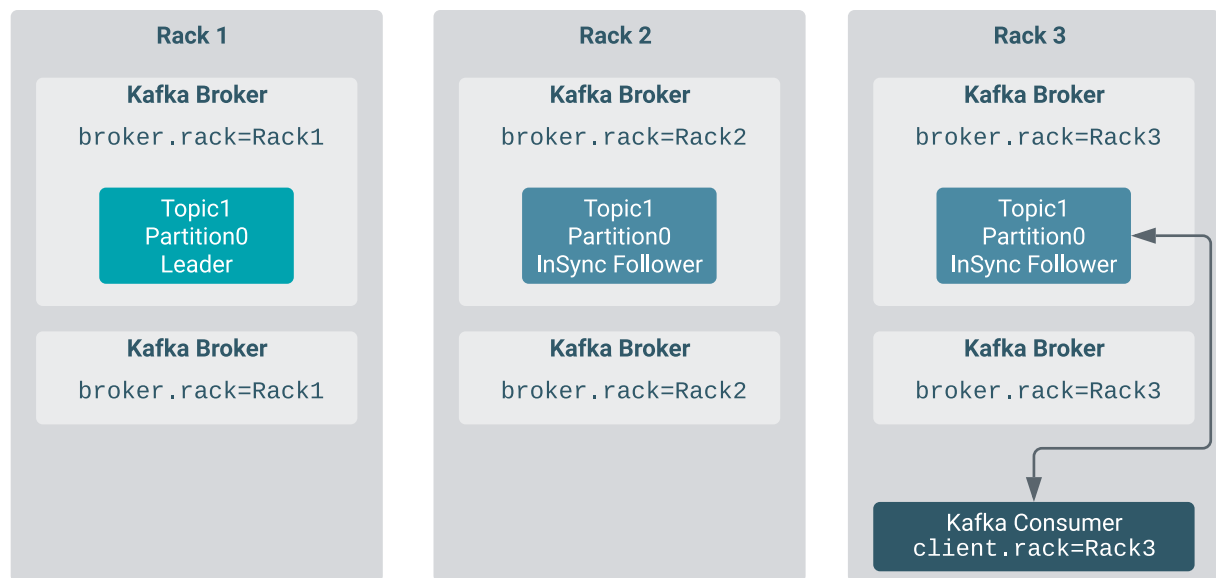 Rack 1
Kafka Broker
broker.rack=Rack1
Topic1
Partition0
Leader
Kafka Broker
broker.rack=Rack1
Rack 2
Kafka Broker
broker.rack=Rack2
Topic1
Partition0
InSync Follower
Kafka Broker
broker.rack=Rack2
Rack 3
Kafka Broker
broker.rack=Rack3
Topic1
Partition0
InSync Follower
Kafka Broker
broker.rack=Rack3
Kafka Consumer
client.rack=Rack3